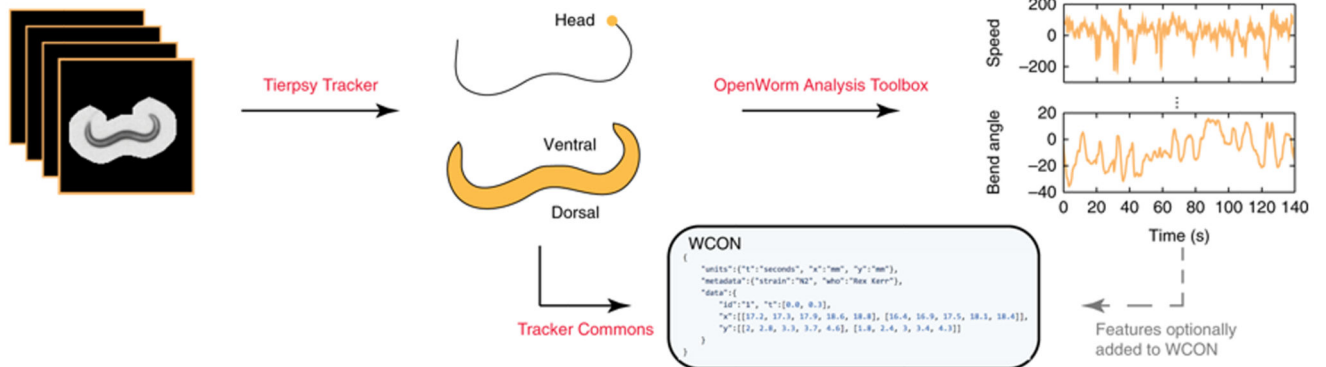 Head
Tierpsy Tracker
Ventral
Dorsal
OpenWorm Analysis Toolbox
Speed
200
0
−200
Bend angle
20
0
−20
−40
0 20 40 60 80 100 120 140
Time (s)
WCON
{
"units":{"t":"seconds", "x":"mm", "y":"mm"},
"metadata":{"strain":"N2", "who":"Rex Kerr"},
"data":{
"id":"1", "t":[0.0, 0.3],
"x":[[17.2, 17.3, 17.9, 18.6, 18.8], [16.4, 16.9, 17.5, 18.1, 18.4]],
"y":[[2, 2.8, 3.3, 3.7, 4.6], [1.8, 2.4, 3, 3.4, 4.3]]
}
}
Tracker Commons
Features optionally
added to WCON